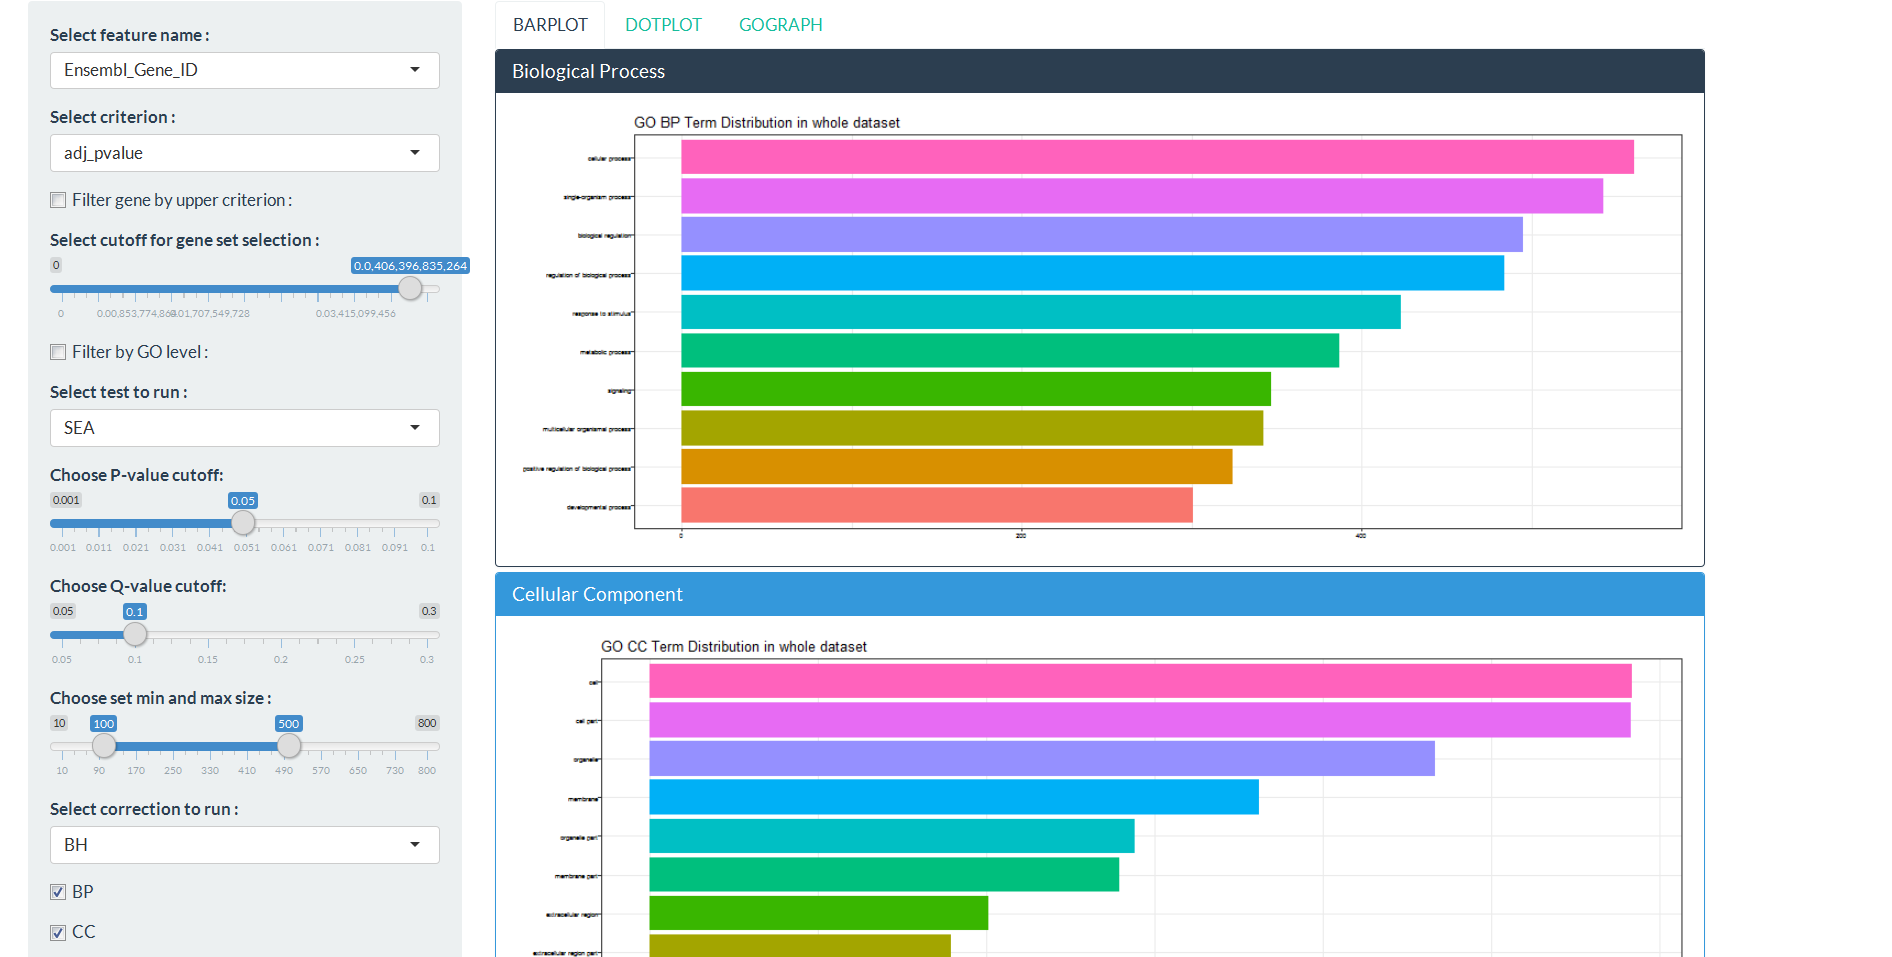 Select feature name :
Ensembl_Gene_ID
Select criterion :
adj_pvalue
Filter gene by upper criterion :
Select cutoff for gene set selection :
0 0.0,406,396,835,264
0 0.00,853,774,864 0.01,707,549,728 0.03,415,099,456
Filter by GO level :
Select test to run :
SEA
Choose P-value cutoff:
0.001 0.05 0.1
0.001 0.011 0.021 0.031 0.041 0.051 0.061 0.071 0.081 0.091 0.1
Choose Q-value cutoff:
0.05 0.1 0.3
0.05 0.1 0.15 0.2 0.25 0.3
Choose set min and max size :
10 100 500 800
10 90 170 250 330 410 490 570 650 730 800
Select correction to run :
BH
BP
CC
BARPLOT DOTPLOT GOGRAPH
Biological Process
GO BP Term Distribution in whole dataset
cellular process
single-organism process
biological regulation
regulation of biological process
response to stimulus
metabolic process
signaling
multicellular organismal process
positive regulation of biological process
developmental process
0 200 400
Cellular Component
GO CC Term Distribution in whole dataset
cell
cell part
organelle
membrane
organelle part
membrane part
extracellular region
extracellular region part